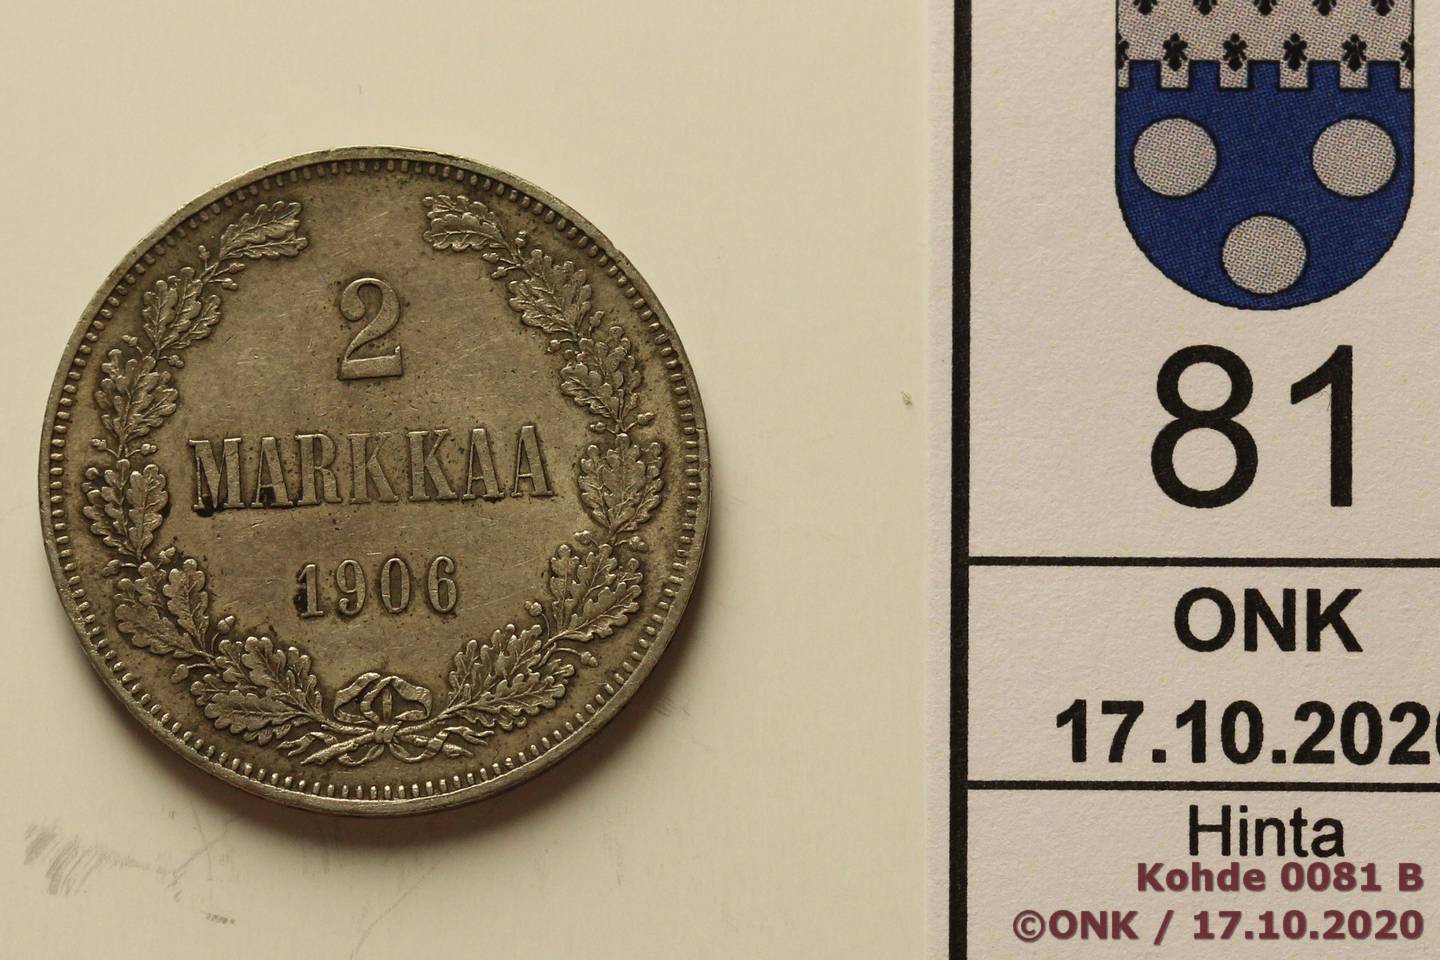 2
MARKKAA
1906
81
ONK
17.10.2020
Hinta
Kohde 0081 B
©ONK / 17.10.2020